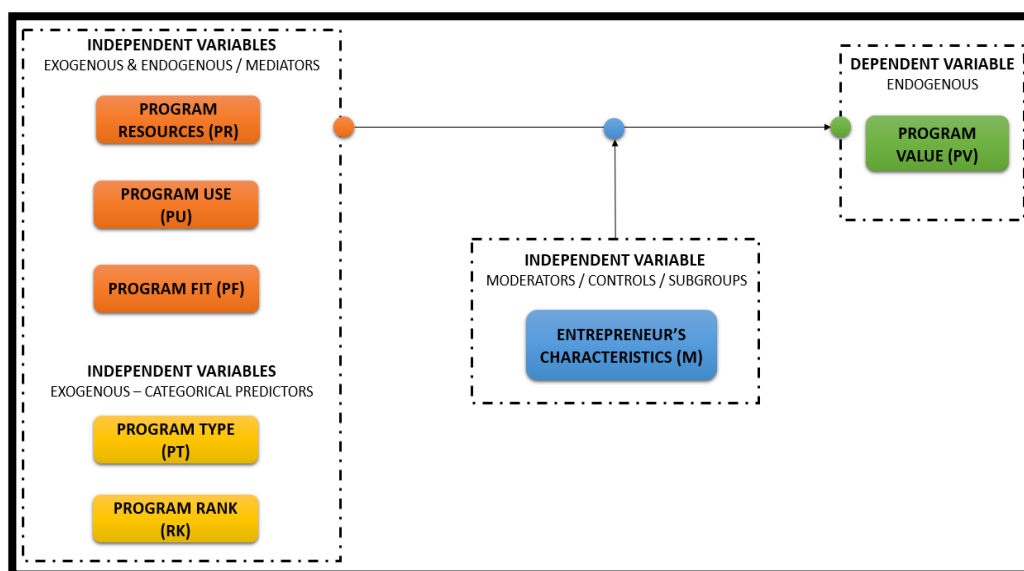 INDEPENDENT VARIABLES
EXOGENOUS & ENDOGENOUS / MEDIATORS
PROGRAM
RESOURCES (PR)
PROGRAM USE
(PU)
PROGRAM FIT (PF)
INDEPENDENT VARIABLES
EXOGENOUS – CATEGORICAL PREDICTORS
PROGRAM TYPE
(PT)
PROGRAM RANK
(RK)
INDEPENDENT VARIABLE
MODERATORS / CONTROLS / SUBGROUPS
ENTREPRENEUR’S
CHARACTERISTICS (M)
DEPENDENT VARIABLE
ENDOGENOUS
PROGRAM
VALUE (PV)